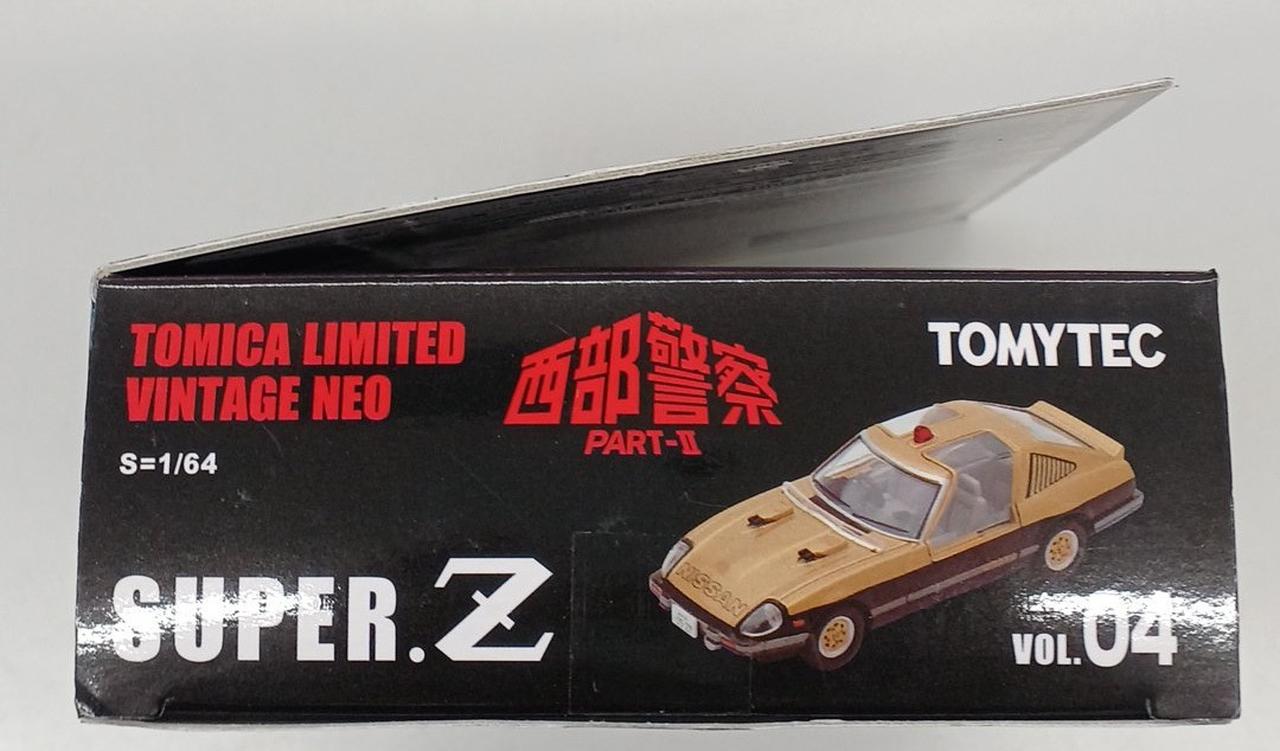 TOMICA LIMITED
VINTAGE NEO
S=1/64
西部警察
PART-II
TOMYTEC
NISSAN
SUPER.Z
VOL.04